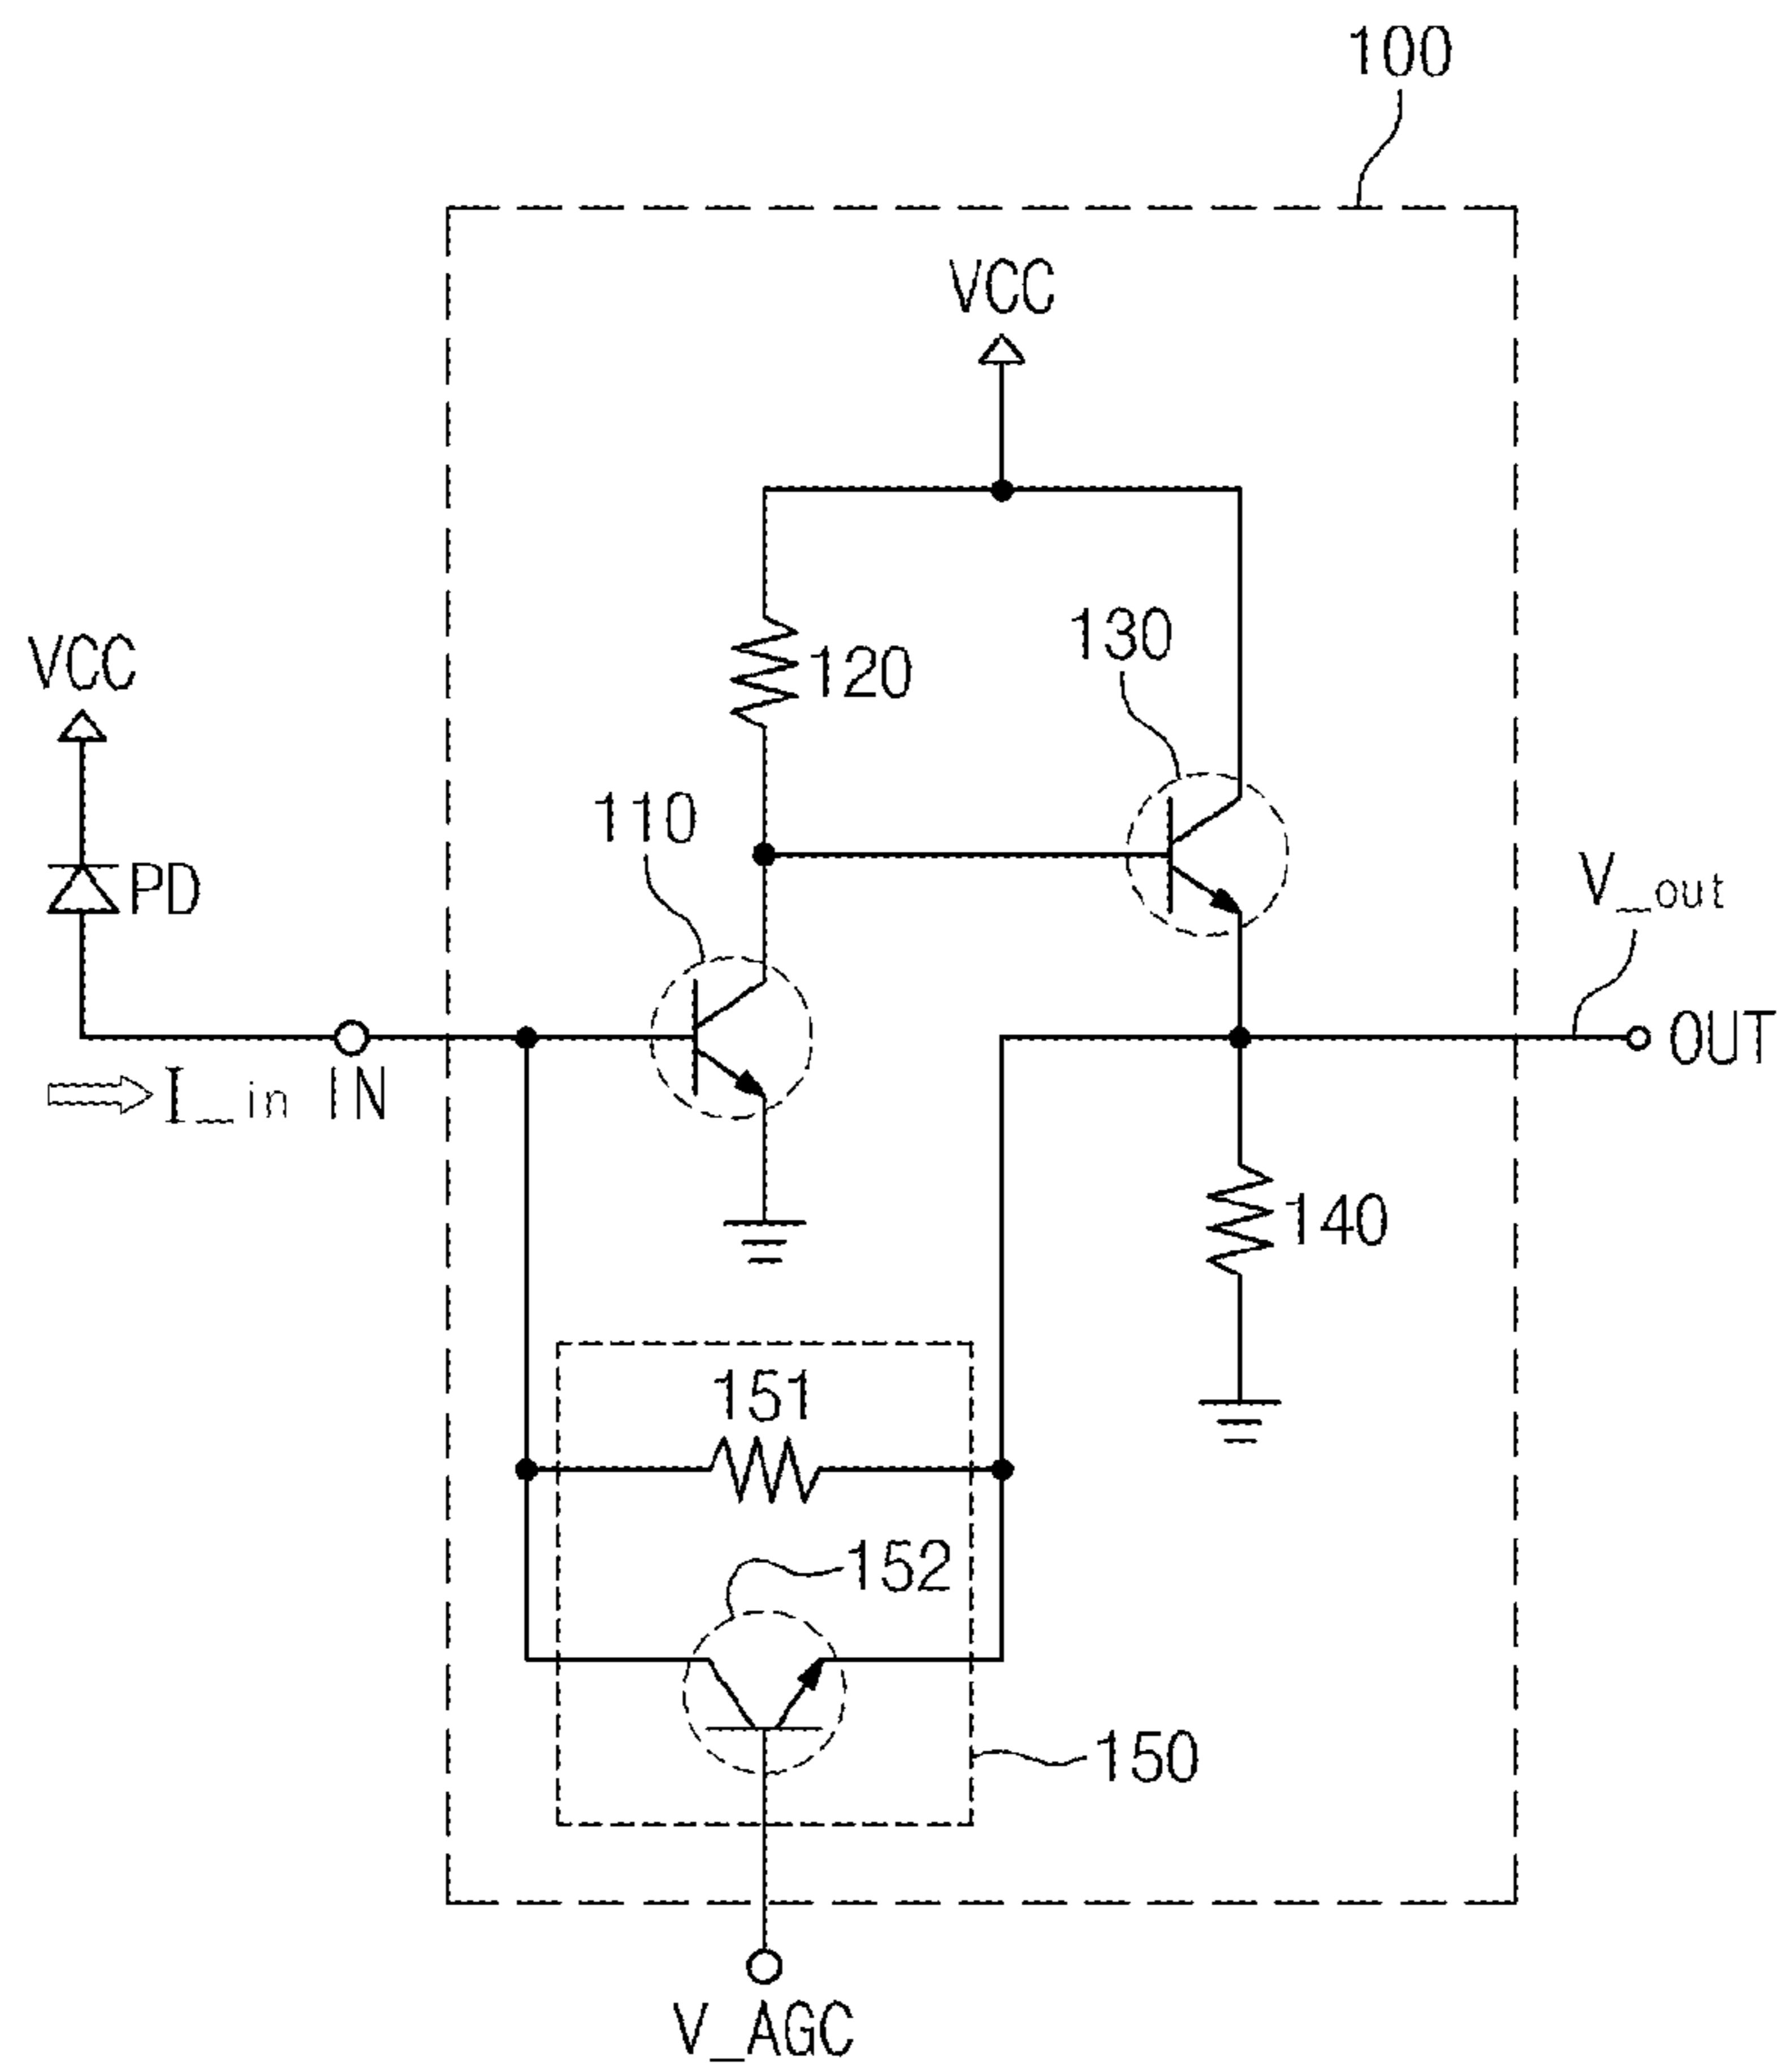 100
VCC
130
VCC
120
110
PD
V_out
OUT
I_in IN
140
151
152
150
V_AGC